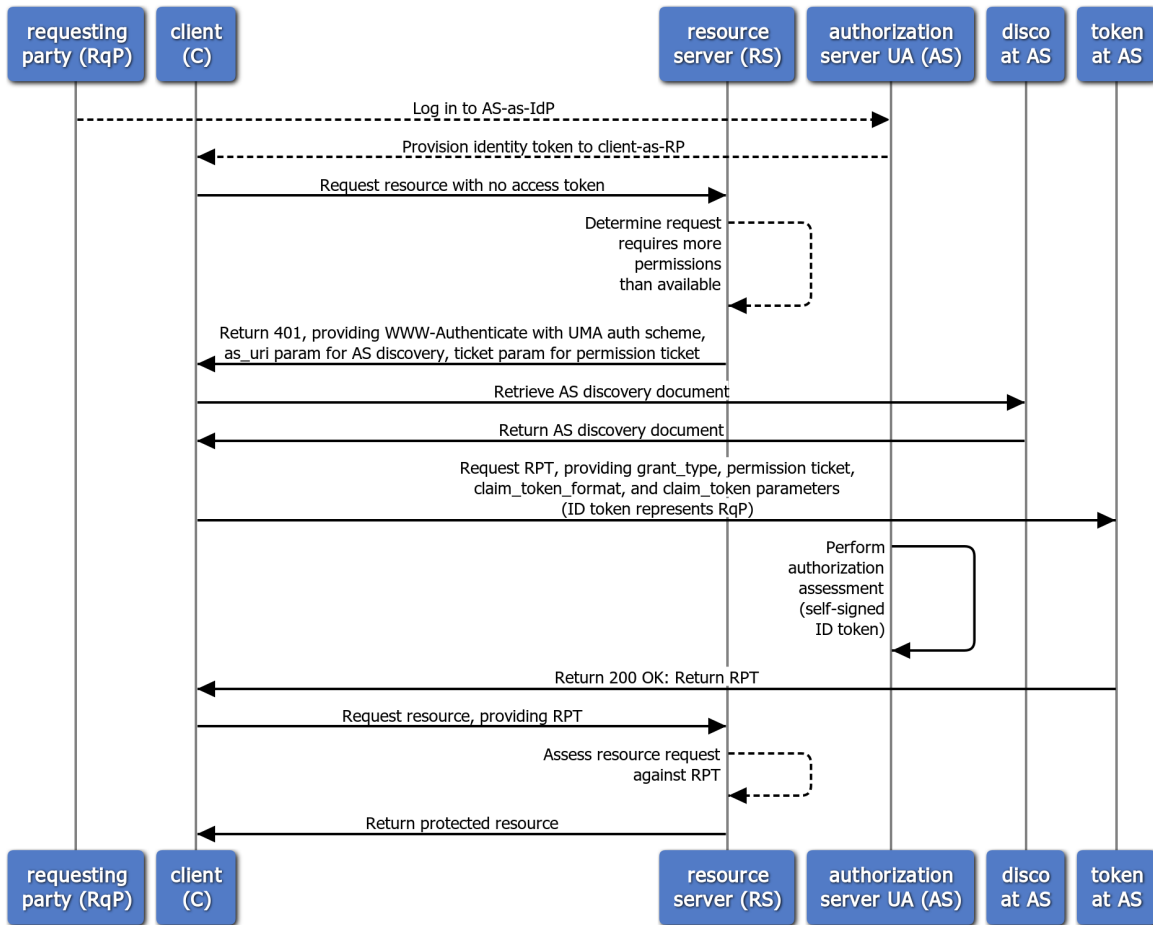 requesting
party (RqP)
client
(C)
resource
server (RS)
authorization
server UA (AS)
disco
at AS
token
at AS
Log in to AS-as-IdP
Provision identity token to client-as-RP
Request resource with no access token
Determine request
requires more
permissions
than available
Return 401, providing WWW-Authenticate with UMA auth scheme,
as_uri param for AS discovery, ticket param for permission ticket
Retrieve AS discovery document
Return AS discovery document
Request RPT, providing grant_type, permission ticket,
claim_token_format, and claim_token parameters
(ID token represents RqP)
Perform
authorization
assessment
(self-signed
ID token)
Return 200 OK: Return RPT
Request resource, providing RPT
Assess resource request
against RPT
Return protected resource
requesting
party (RqP)
client
(C)
resource
server (RS)
authorization
server UA (AS)
disco
at AS
token
at AS